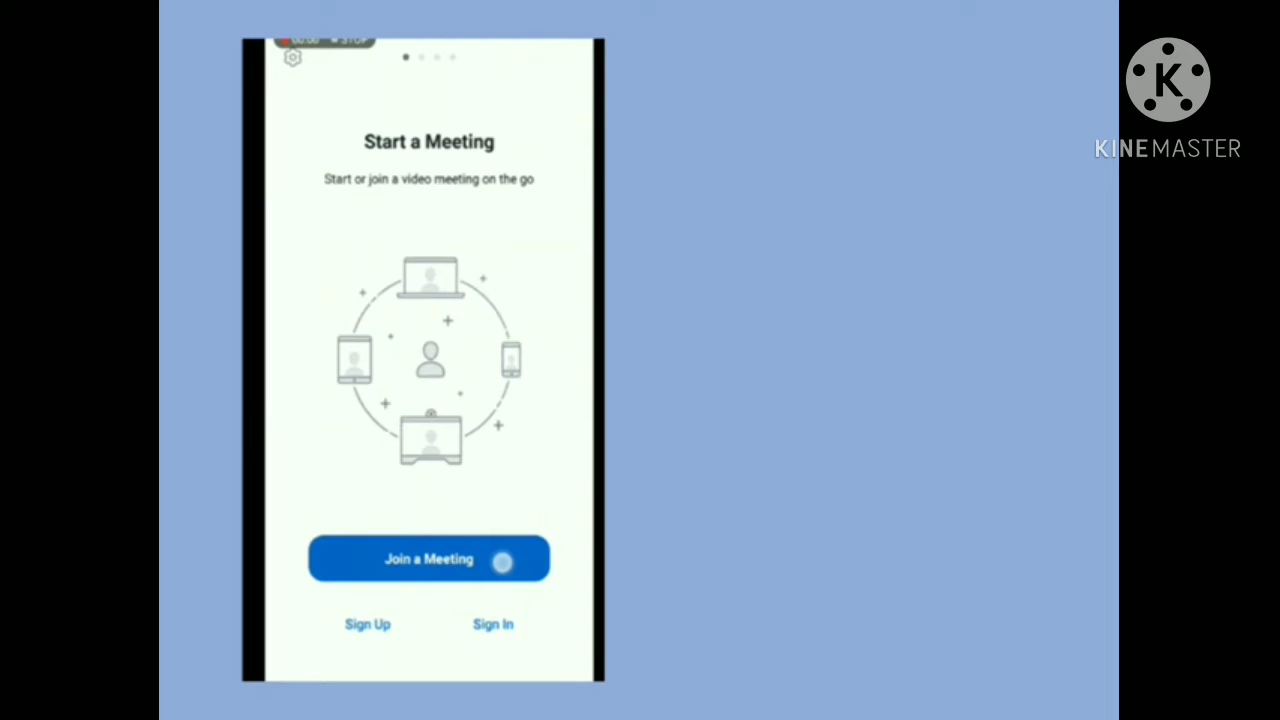 Start a Meeting
Start or join a video meeting on the go
Join a Meeting
Sign Up
Sign In
K
KINEMASTER